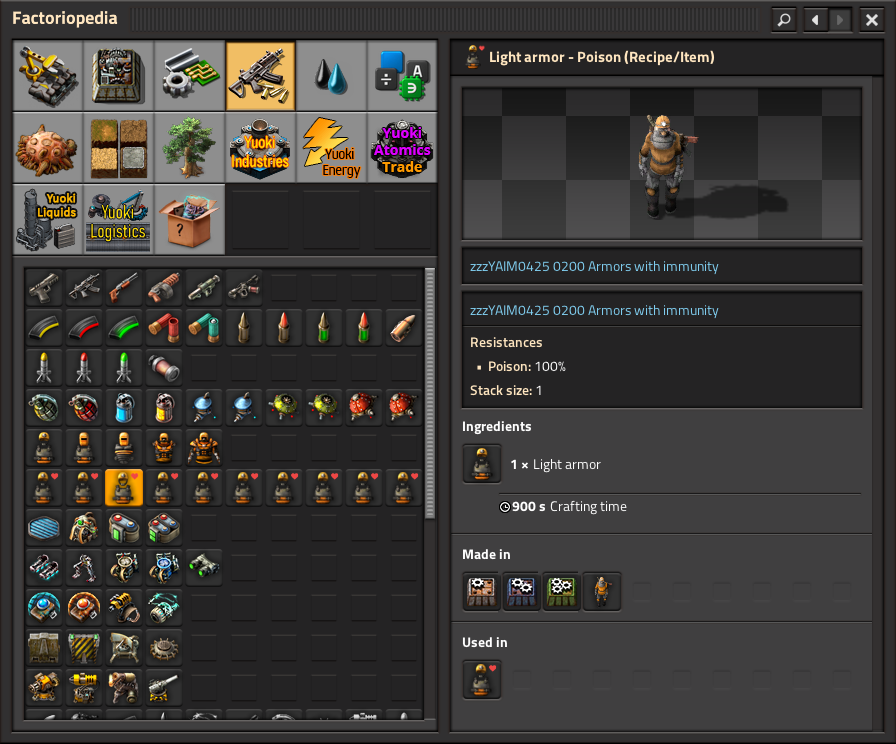 Factoriopedia
A
Yuoki
Industries
Yuoki
Energy
Yuoki
Atomics
Trade
Yuoki
Liquids
Yuoki
Logistics
?
Light armor - Poison (Recipe/Item)
zzzYAIM0425 0200 Armors with immunity
zzzYAIM0425 0200 Armors with immunity
Resistances
▪ Poison: 100%
Stack size: 1
Ingredients
1 × Light armor
900 s Crafting time
Made in
Used in